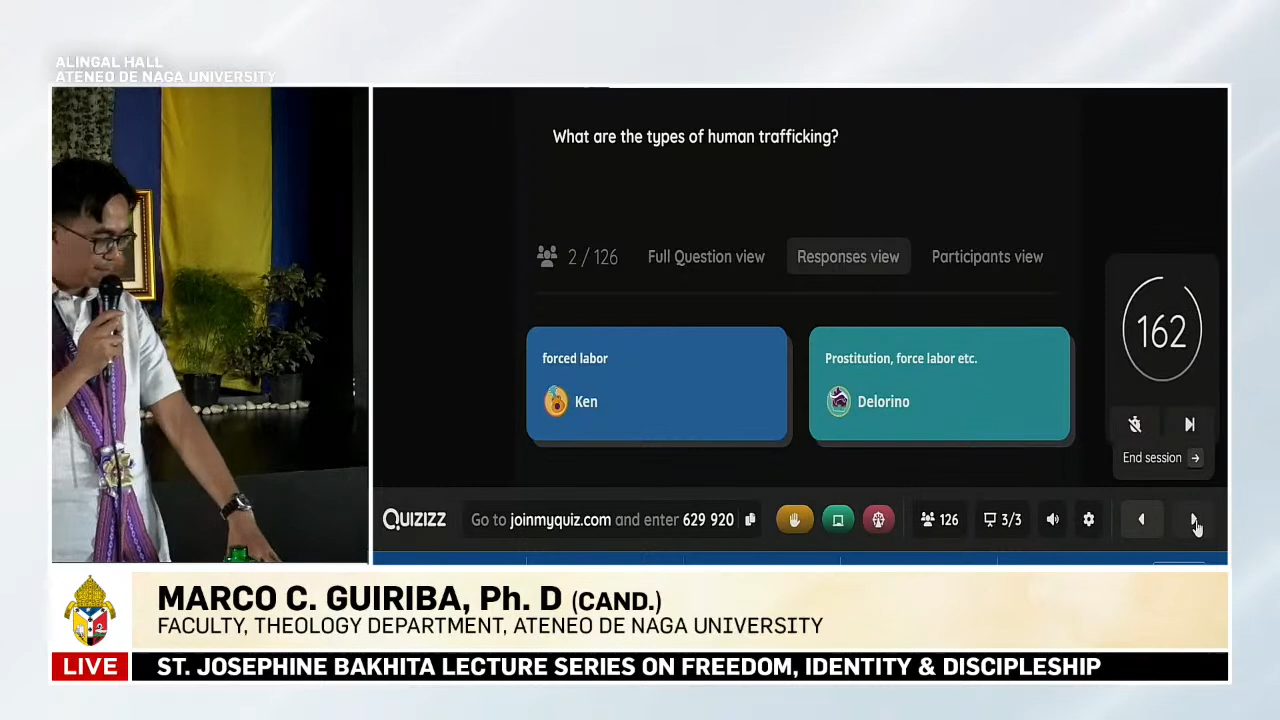 ALINGAL HALL
ATENEO DE NAGA UNIVERSITY
What are the types of human trafficking?
2 / 126 Full Question view Responses view Participants view
forced labor
Ken
Prostitution, force labor etc.
Delorino
162
End session
QUIZIZZ Go to joinmyquiz.com and enter 629 920 126 3/3
MARCO C. GUIRIBA, Ph. D (CAND.)
FACULTY, THEOLOGY DEPARTMENT, ATENEO DE NAGA UNIVERSITY
LIVE ST. JOSEPHINE BAKHITA LECTURE SERIES ON FREEDOM, IDENTITY & DISCIPLESHIP